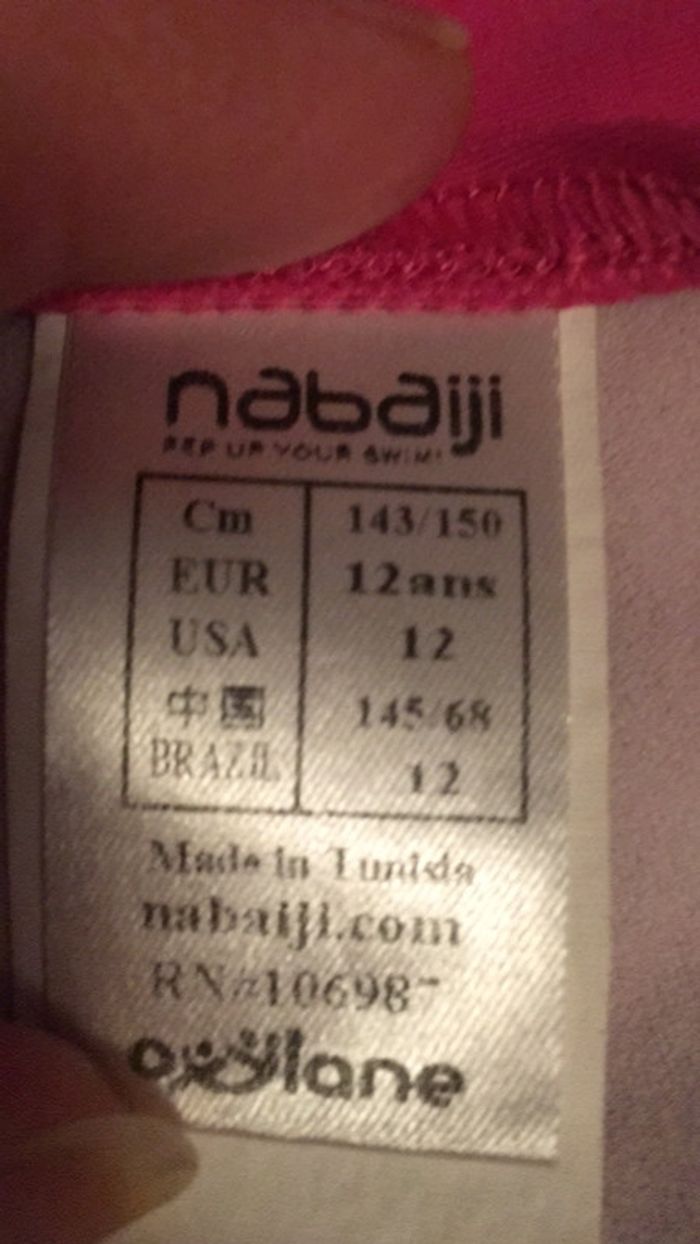 nabaiji
PEP UP YOUR SWIM!
Cm 143/150
EUR 12ans
USA 12
中国 145/68
BRAZIL 12
Made in Tunisia
nabaiji.com
oxylane